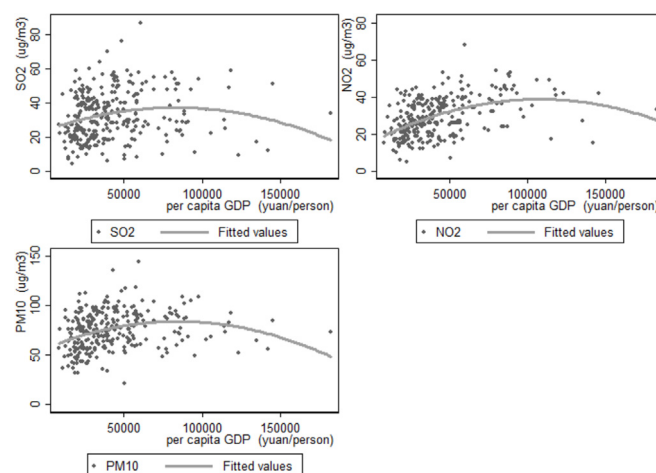 SO2 (ug/m3)
80
60
40
20
0
50000 100000 150000
per capita GDP (yuan/person)
SO2 Fitted values
NO2 (ug/m3)
80
60
40
20
0
50000 100000 150000
per capita GDP (yuan/person)
NO2 Fitted values
PM10 (ug/m3)
150
100
50
0
50000 100000 150000
per capita GDP (yuan/person)
PM10 Fitted values